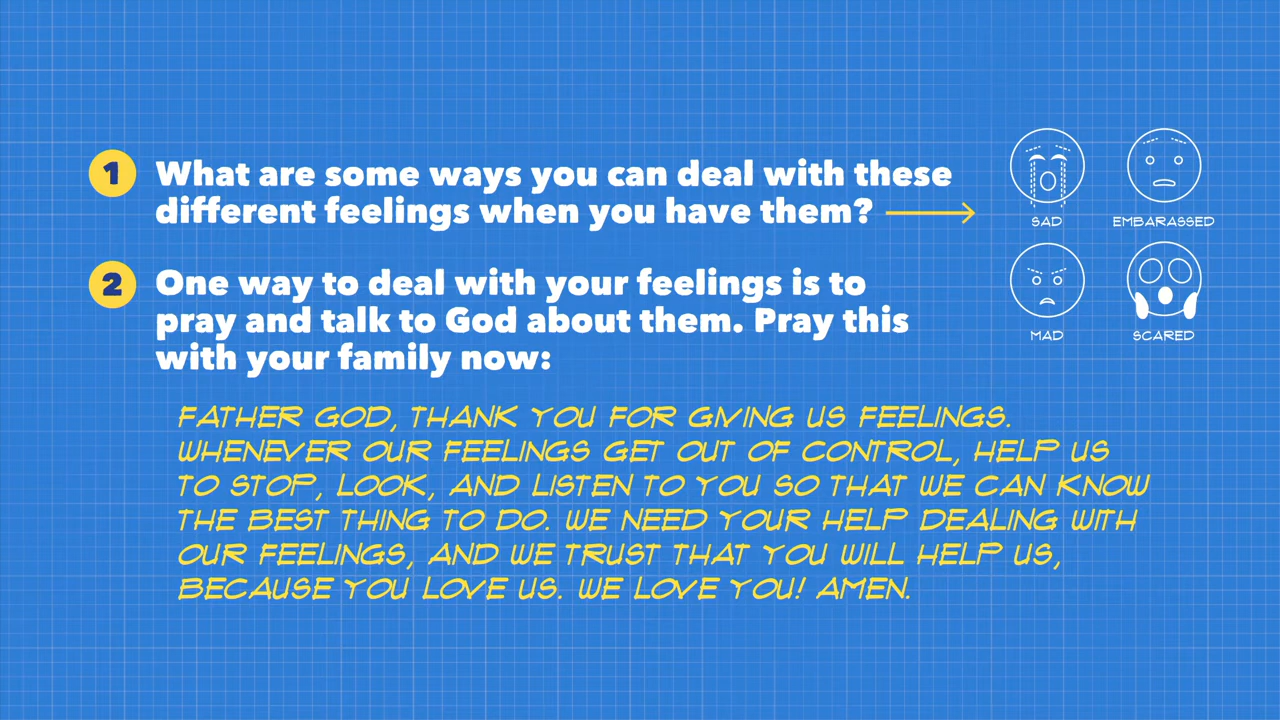 1 What are some ways you can deal with these
different feelings when you have them?
SAD
EMBARASSED
MAD
SCARED
2 One way to deal with your feelings is to
pray and talk to God about them. Pray this
with your family now:
FATHER GOD, THANK YOU FOR GIVING US FEELINGS.
WHENEVER OUR FEELINGS GET OUT OF CONTROL, HELP US
TO STOP, LOOK, AND LISTEN TO YOU SO THAT WE CAN KNOW
THE BEST THING TO DO. WE NEED YOUR HELP DEALING WITH
OUR FEELINGS, AND WE TRUST THAT YOU WILL HELP US,
BECAUSE YOU LOVE US. WE LOVE YOU! AMEN.